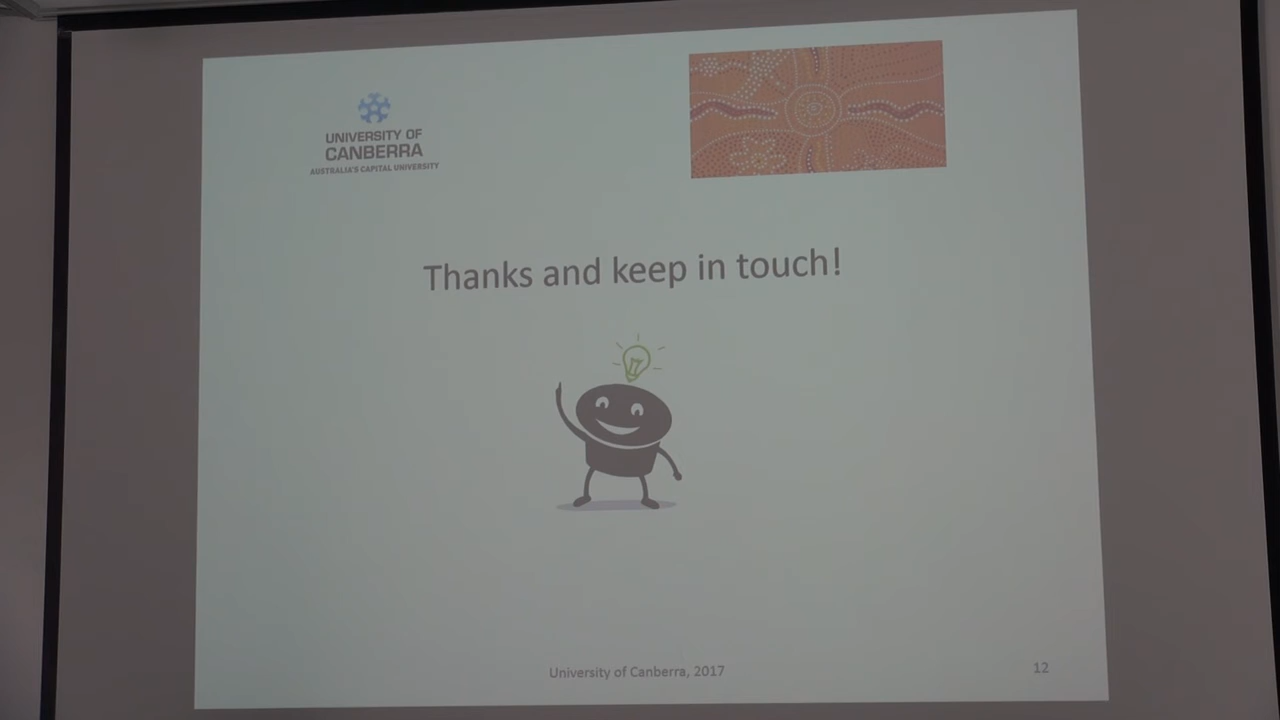 UNIVERSITY OF
CANBERRA
AUSTRALIA'S CAPITAL UNIVERSITY
Thanks and keep in touch!
University of Canberra, 2017
12